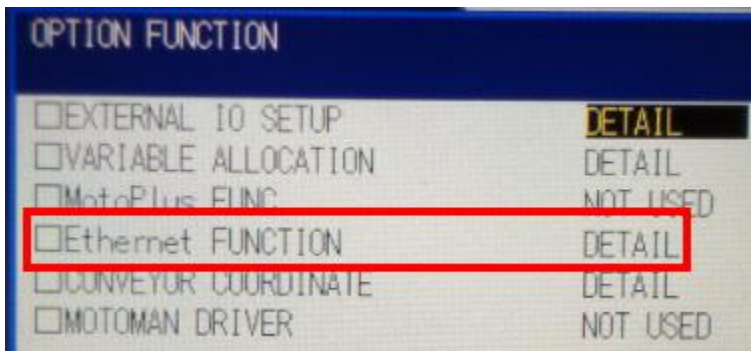 OPTION FUNCTION
□EXTERNAL IO SETUP DETAIL
□VARIABLE ALLOCATION DETAIL
□MotoPlus FUNC NOT USED
□Ethernet FUNCTION DETAIL
□CONVEYOR COORDINATE DETAIL
□MOTOMAN DRIVER NOT USED